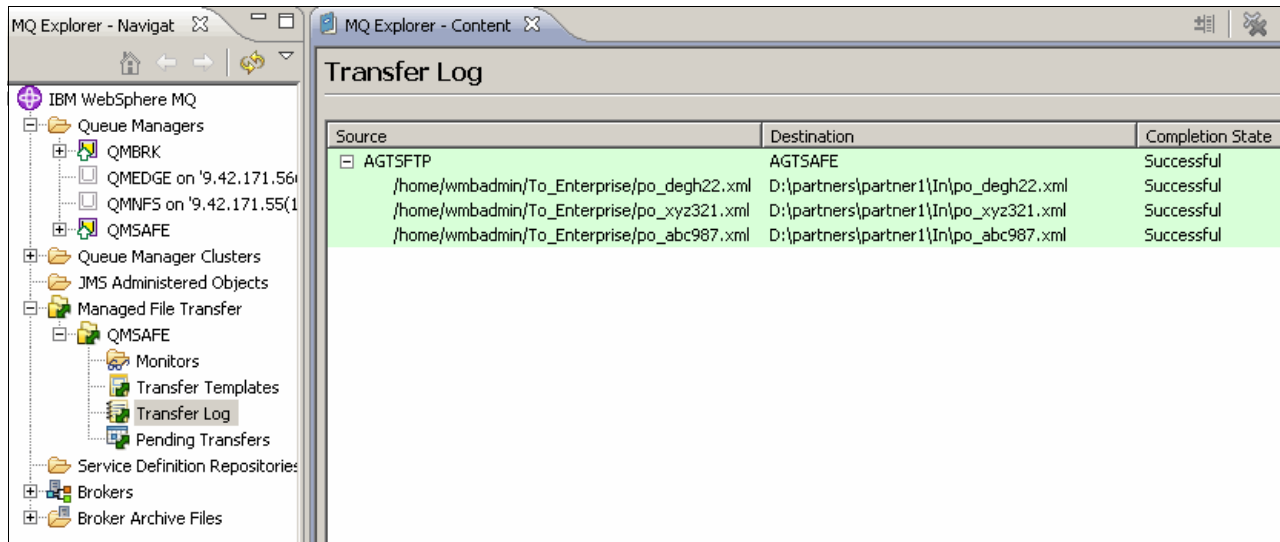 MQ Explorer - Navigat
MQ Explorer - Content
Transfer Log
IBM WebSphere MQ
Queue Managers
QMBRK
QMEDGE on '9.42.171.56(
QMNFS on '9.42.171.55(1
QMSAFE
Queue Manager Clusters
JMS Administered Objects
Managed File Transfer
QMSAFE
Monitors
Transfer Templates
Transfer Log
Pending Transfers
Service Definition Repositories
Brokers
Broker Archive Files
Source Destination Completion State
AGTSFTP AGTSAFE Successful
/home/wmbadmin/To_Enterprise/po_degh22.xml D:\partners\partner1\In\po_degh22.xml Successful
/home/wmbadmin/To_Enterprise/po_xyz321.xml D:\partners\partner1\In\po_xyz321.xml Successful
/home/wmbadmin/To_Enterprise/po_abc987.xml D:\partners\partner1\In\po_abc987.xml Successful